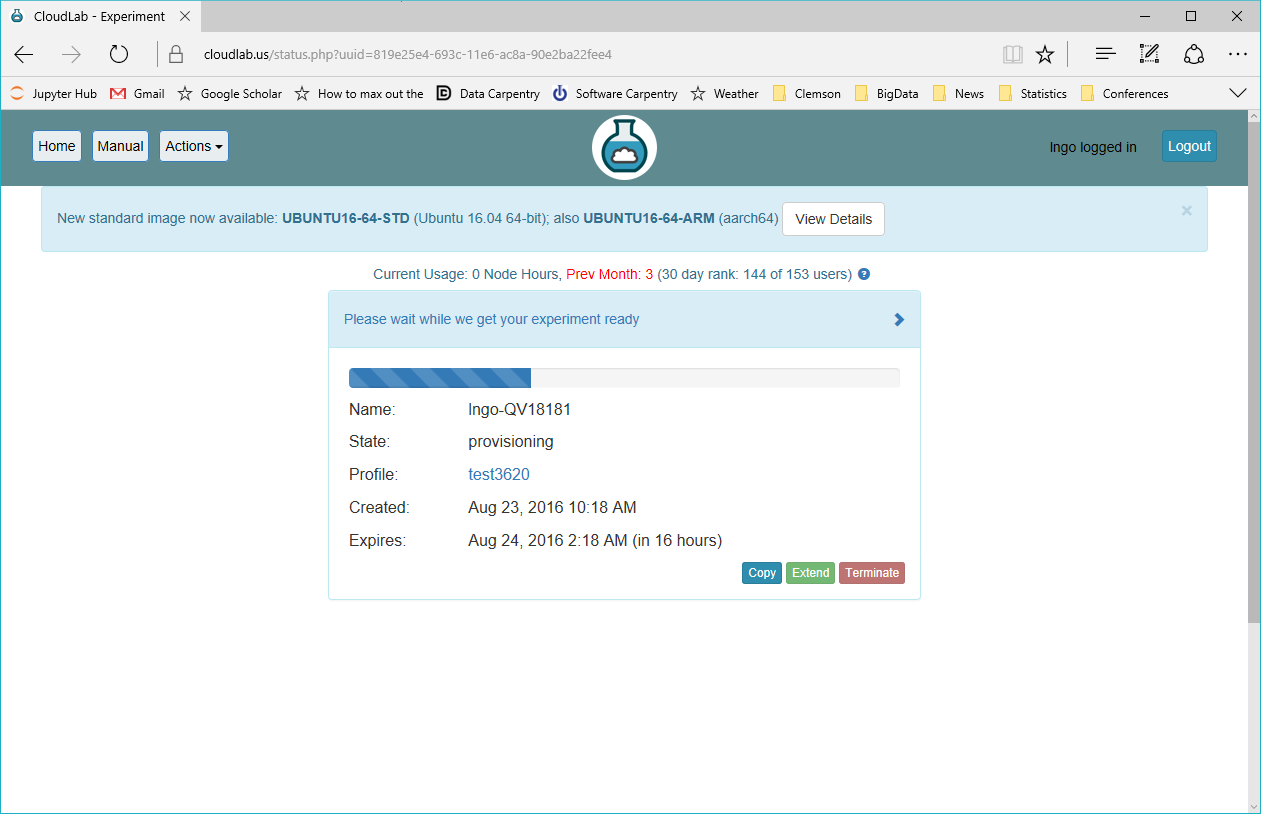 CloudLab - Experiment
cloudlab.us/status.php?uuid=819e25e4-693c-11e6-ac8a-90e2ba22fee4
Jupyter Hub Gmail Google Scholar How to max out the Data Carpentry Software Carpentry Weather Clemson BigData News Statistics Conferences
Home Manual Actions Ingo logged in Logout
New standard image now available: UBUNTU16-64-STD (Ubuntu 16.04 64-bit); also UBUNTU16-64-ARM (aarch64) View Details
Current Usage: 0 Node Hours, Prev Month: 3 (30 day rank: 144 of 153 users)
Please wait while we get your experiment ready
Name: Ingo-QV18181
State: provisioning
Profile: test3620
Created: Aug 23, 2016 10:18 AM
Expires: Aug 24, 2016 2:18 AM (in 16 hours)
Copy Extend Terminate